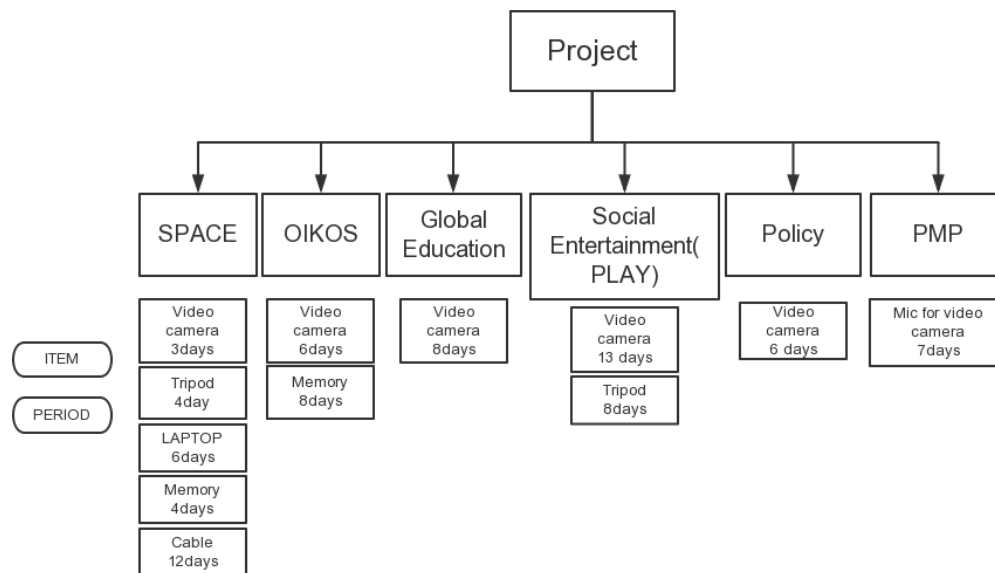 Project
SPACE
OIKOS
Global
Education
Social
Entertainment(
PLAY)
Policy
PMP
Video
camera
3days
Video
camera
6days
Video
camera
8days
Video
camera
13 days
Video
camera
6 days
Mic for video
camera
7days
ITEM
Tripod
4day
Memory
8days
Tripod
8days
PERIOD
LAPTOP
6days
Memory
4days
Cable
12days